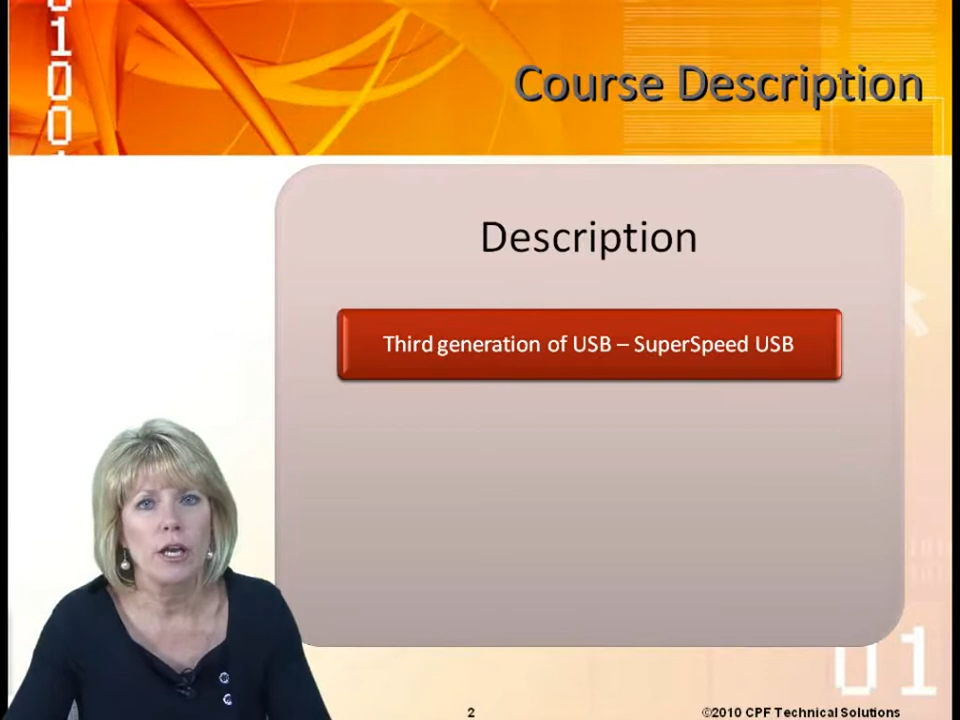 Course Description
Description
Third generation of USB – SuperSpeed USB
2
©2010 CPF Technical Solutions